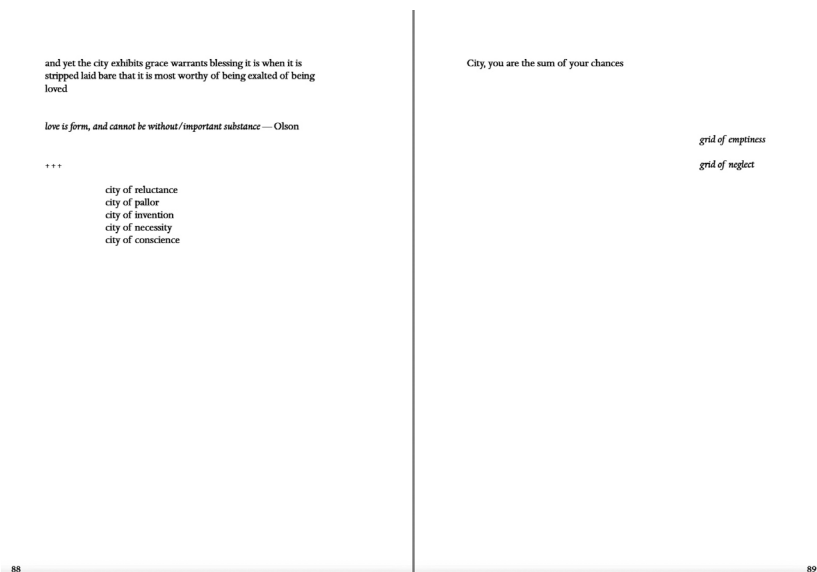 and yet the city exhibits grace warrants blessing it is when it is
stripped laid bare that it is most worthy of being exalted of being
loved
love is form, and cannot be without/important substance — Olson
+ + +
city of reluctance
city of pallor
city of invention
city of necessity
city of conscience
88
City, you are the sum of your chances
grid of emptiness
grid of neglect
89